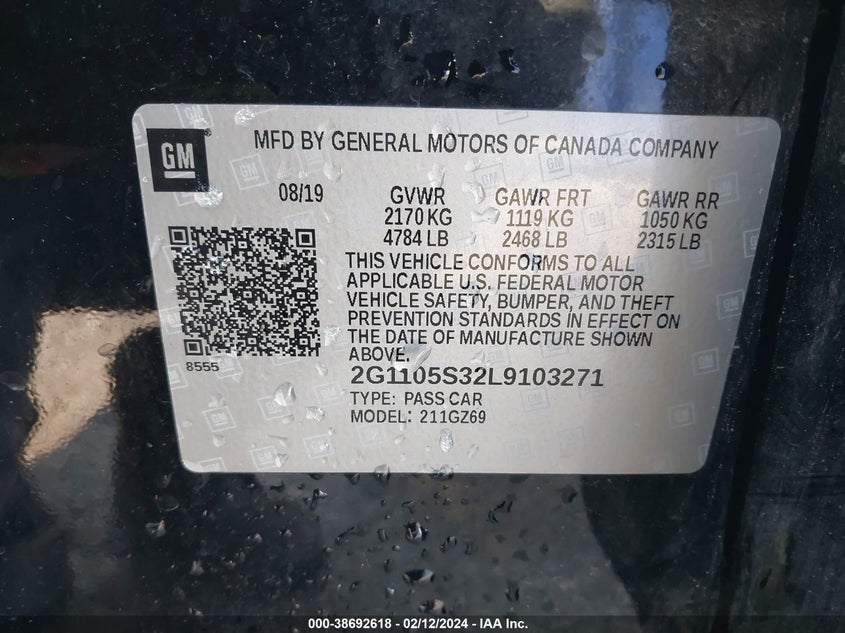 GM
MFD BY GENERAL MOTORS OF CANADA COMPANY
08/19 GVWR GAWR FRT GAWR RR
2170 KG 1119 KG 1050 KG
4784 LB 2468 LB 2315 LB
THIS VEHICLE CONFORMS TO ALL
APPLICABLE U.S. FEDERAL MOTOR
VEHICLE SAFETY, BUMPER, AND THEFT
PREVENTION STANDARDS IN EFFECT ON
THE DATE OF MANUFACTURE SHOWN
ABOVE.
8555
2G1105S32L9103271
TYPE: PASS CAR
MODEL: 211GZ69
000-38692618 - 02/12/2024 - IAA Inc.